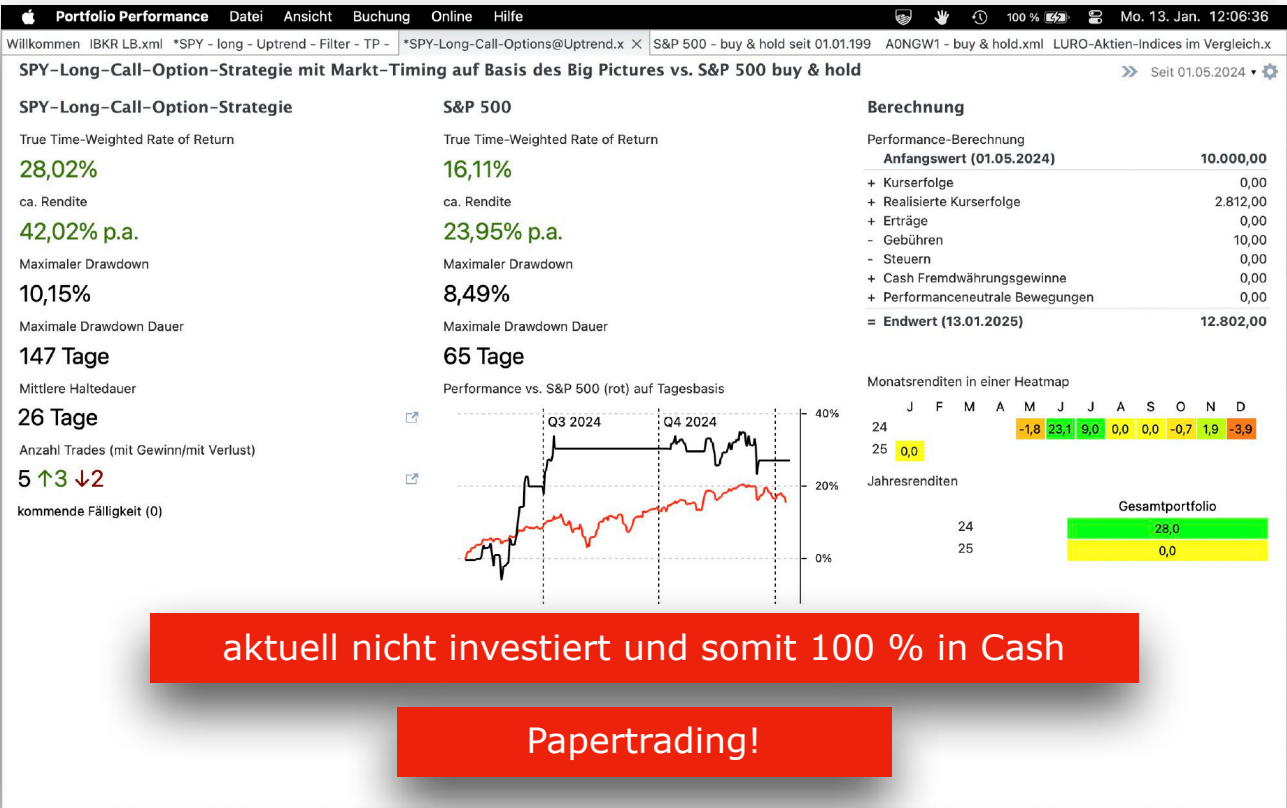 Portfolio Performance Datei Ansicht Buchung Online Hilfe 100 % Mo. 13. Jan. 12:06:36
Willkommen IBKR LB.xml *SPY - long - Uptrend - Filter - TP - *SPY-Long-Call-Options@Uptrend.x S&P 500 - buy & hold seit 01.01.199 A0NGW1 - buy & hold.xml LURO-Aktien-Indices im Vergleich.x
SPY-Long-Call-Option-Strategie mit Markt-Timing auf Basis des Big Pictures vs. S&P 500 buy & hold
Seit 01.05.2024
SPY-Long-Call-Option-Strategie
True Time-Weighted Rate of Return
28,02%
ca. Rendite
42,02% p.a.
Maximaler Drawdown
10,15%
Maximale Drawdown Dauer
147 Tage
Mittlere Haltedauer
26 Tage
Anzahl Trades (mit Gewinn/mit Verlust)
5 ↑3 ↓2
kommende Fälligkeit (0)
S&P 500
True Time-Weighted Rate of Return
16,11%
ca. Rendite
23,95% p.a.
Maximaler Drawdown
8,49%
Maximale Drawdown Dauer
65 Tage
Performance vs. S&P 500 (rot) auf Tagesbasis
Q3 2024 Q4 2024
40%
20%
0%
Berechnung
Performance-Berechnung
Anfangswert (01.05.2024) 10.000,00
+ Kurserfolge 0,00
+ Realisierte Kurserfolge 2.812,00
+ Erträge 0,00
- Gebühren 10,00
- Steuern 0,00
+ Cash Fremdwährungsgewinne 0,00
+ Performanceneutrale Bewegungen 0,00
= Endwert (13.01.2025) 12.802,00
Monatsrenditen in einer Heatmap
J F M A M J J A S O N D
24 -1,8 23,1 9,0 0,0 0,0 -0,7 1,9 -3,9
25 0,0
Jahresrenditen
Gesamtportfolio
24 28,0
25 0,0
aktuell nicht investiert und somit 100 % in Cash
Papertrading!